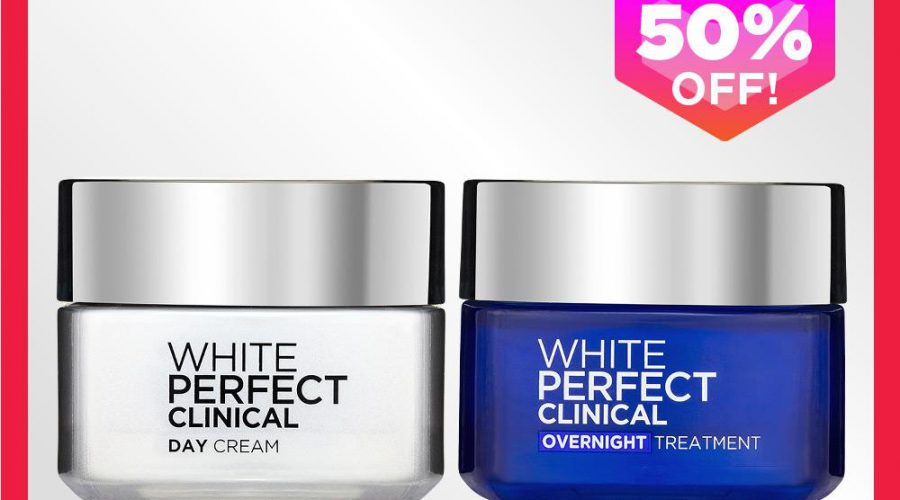 50%
OFF!
WHITE
PERFECT
CLINICAL
DAY CREAM
WHITE
PERFECT
CLINICAL
OVERNIGHT TREATMENT